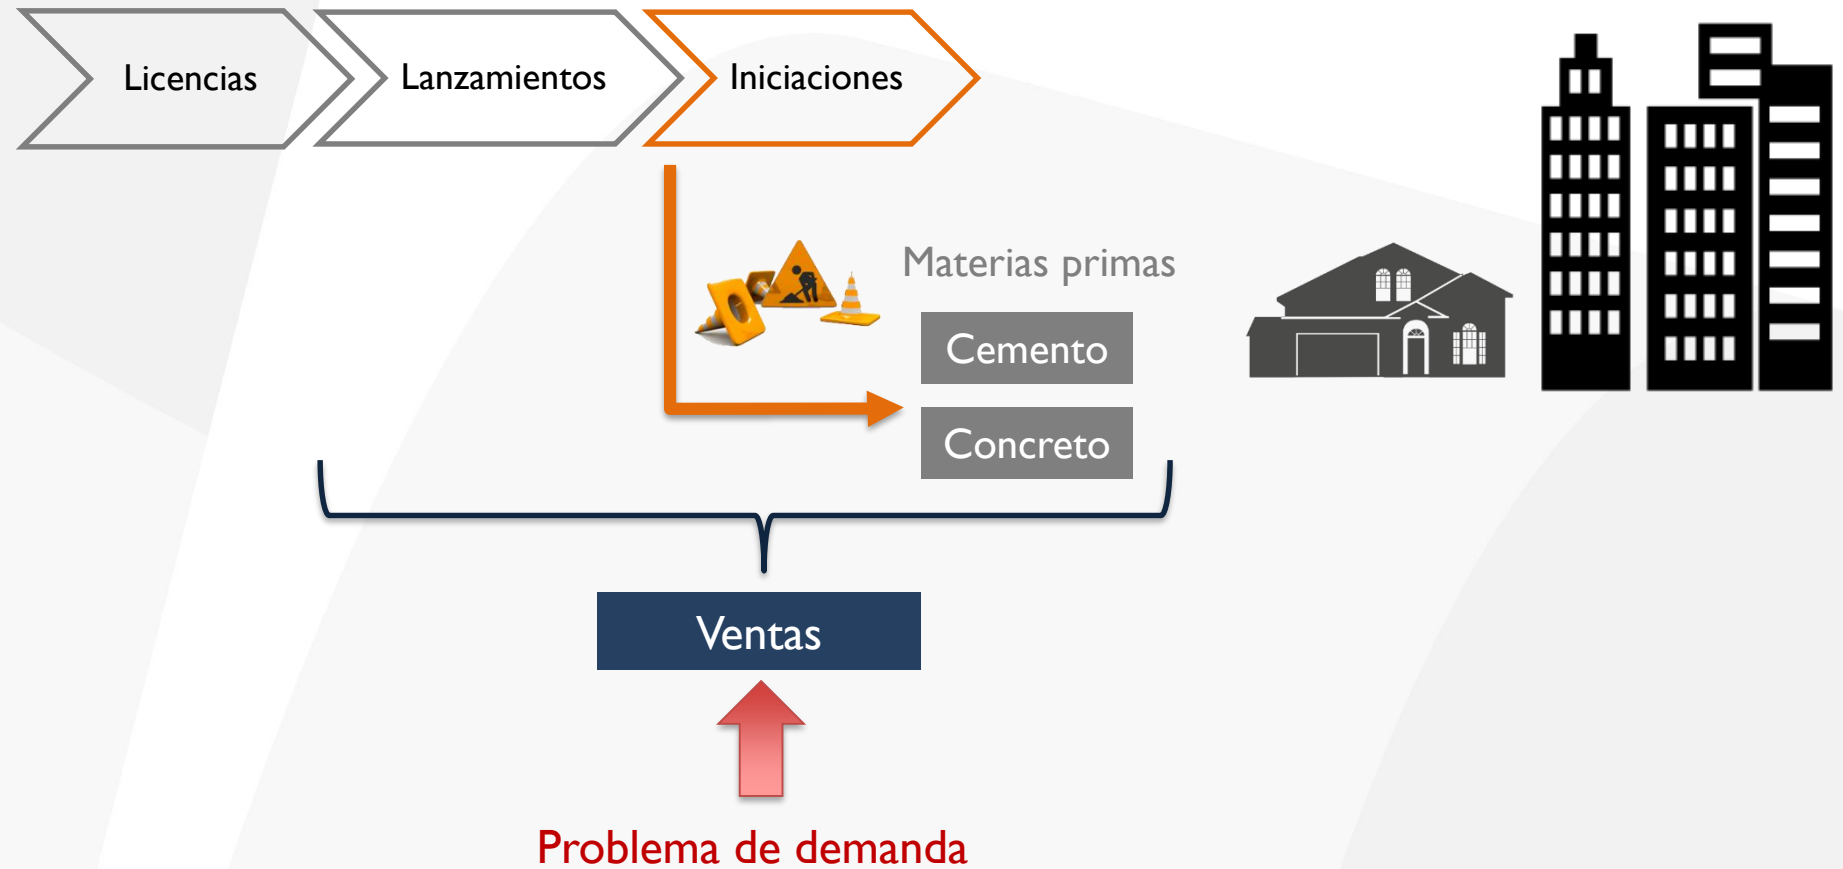 Licencias
Lanzamientos
Iniciaciones
Materias primas
Cemento
Concreto
Ventas
Problema de demanda